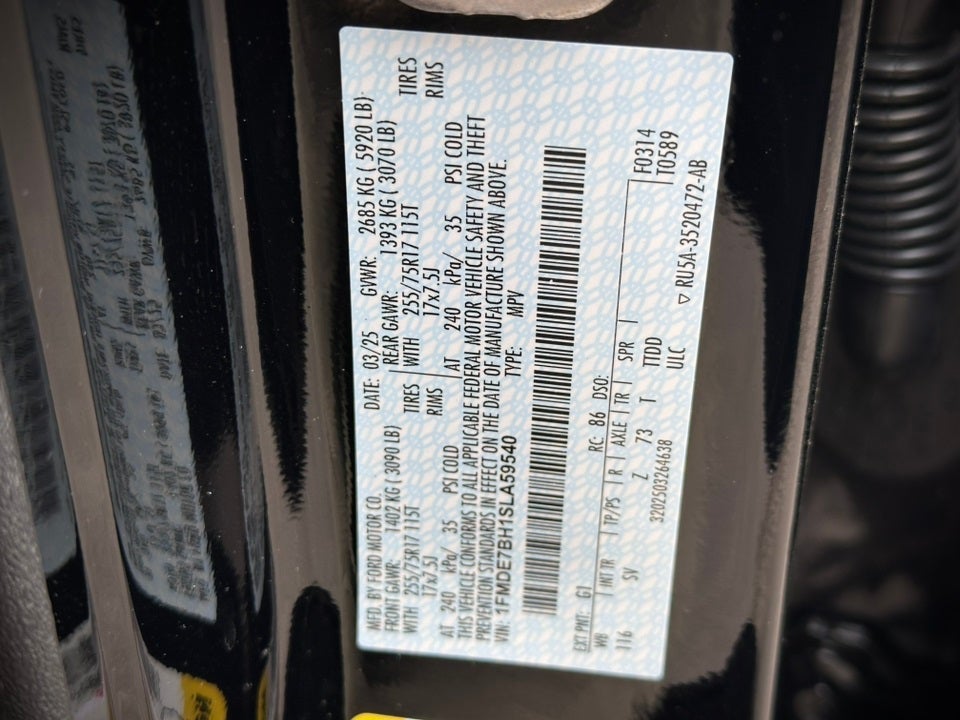 MFD. BY FORD MOTOR CO. DATE: 03/25 GVWR: 2685 KG ( 5920 LB)
FRONT GAWR: 1402 KG ( 3090 LB) REAR GAWR: 1393 KG ( 3070 LB)
WITH 255/75R17 115T TIRES WITH 255/75R17 115T TIRES
17x7.5J RIMS 17x7.5J RIMS
AT 240 kPa/ 35 PSI COLD AT 240 kPa/ 35 PSI COLD
THIS VEHICLE CONFORMS TO ALL APPLICABLE FEDERAL MOTOR VEHICLE SAFETY AND THEFT
PREVENTION STANDARDS IN EFFECT ON THE DATE OF MANUFACTURE SHOWN ABOVE.
VIN: 1FMDE7BH1SLA59540 TYPE: MPV
EXT PNT: G1 RC: 86 DSO: F0314
WB INTTR TP/PS R AXLE TR SPR T0589
116 SV Z 73 T TTDD
ULC
3202503264638 ▽ RU5A-3520472-AB